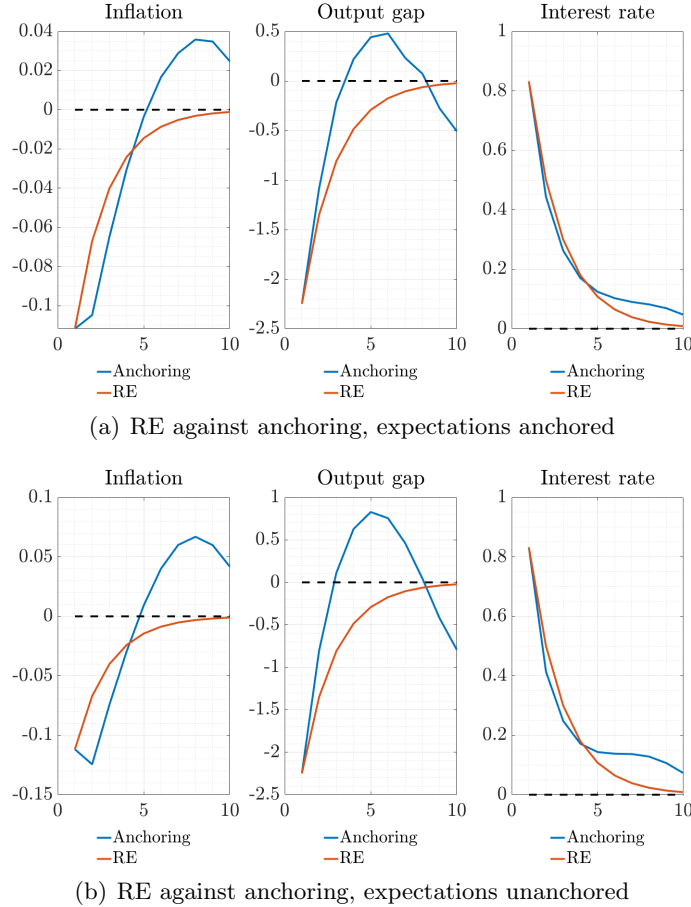 Inflation Output gap Interest rate
0.04 0.5 1
0.02 0
0 0.8
-0.5
-0.02 0.6
-1
-0.04
-0.06 -1.5 0.4
-0.08 -2 0.2
-0.1
-2.5 0
0 5 10 0 5 10 0 5 10
Anchoring Anchoring Anchoring
RE RE RE
(a) RE against anchoring, expectations anchored
Inflation Output gap Interest rate
0.1 1 1
0.5
0.05 0.8
0
0 -0.5 0.6
-0.05 -1 0.4
-1.5
-0.1 0.2
-2
-0.15 -2.5 0
0 5 10 0 5 10 0 5 10
Anchoring Anchoring Anchoring
RE RE RE
(b) RE against anchoring, expectations unanchored